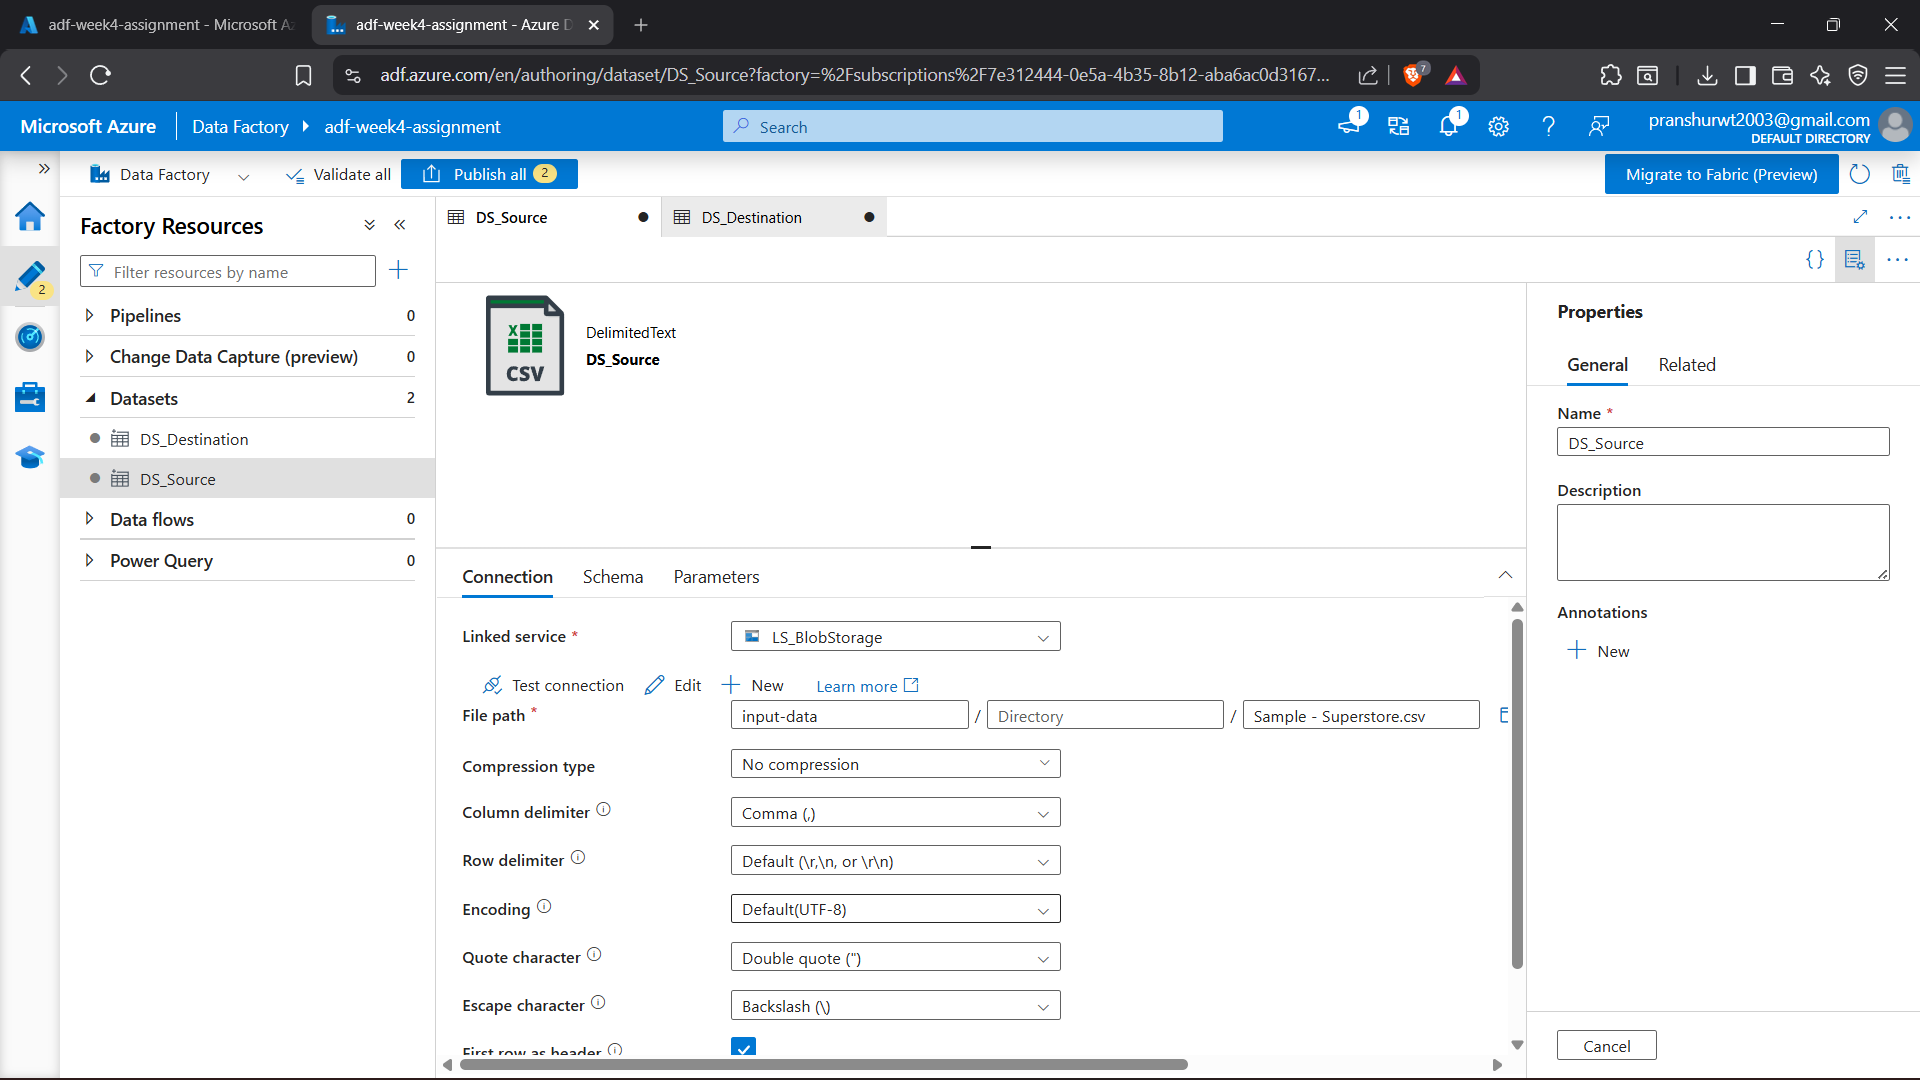 adf-week4-assignment - Microsoft Az
adf-week4-assignment - Azure D
adf.azure.com/en/authoring/dataset/DS_Source?factory=%2Fsubscriptions%2F7e312444-0e5a-4b35-8b12-aba6ac0d3167...
7
Microsoft Azure
Data Factory
adf-week4-assignment
Search
1
1
pranshurwt2003@gmail.com
DEFAULT DIRECTORY
Data Factory
Validate all
Publish all
2
Migrate to Fabric (Preview)
Factory Resources
DS_Source
DS_Destination
Filter resources by name
2
Pipelines
0
Change Data Capture (preview)
0
Datasets
2
DS_Destination
DS_Source
Data flows
0
Power Query
0
X
CSV
DelimitedText
DS_Source
Connection
Schema
Parameters
Linked service *
LS_BlobStorage
Test connection
Edit
New
Learn more
File path *
input-data
/
Directory
/
Sample - Superstore.csv
Compression type
No compression
Column delimiter
Comma (,)
Row delimiter
Default (\r,\n, or \r\n)
Encoding
Default(UTF-8)
Quote character
Double quote (")
Escape character
Backslash (\)
First row as header
Properties
General
Related
Name *
DS_Source
Description
Annotations
New
Cancel